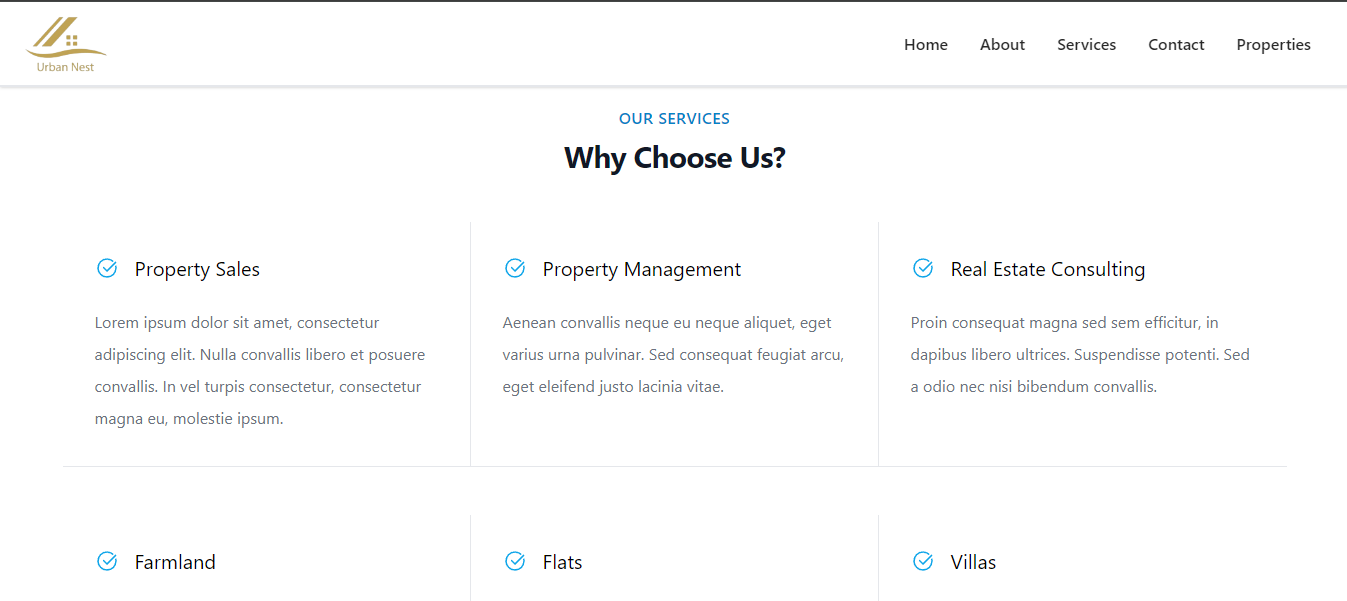 Urban Nest
Home About Services Contact Properties
OUR SERVICES
Why Choose Us?
Property Sales
Lorem ipsum dolor sit amet, consectetur
adipiscing elit. Nulla convallis libero et posuere
convallis. In vel turpis consectetur, consectetur
magna eu, molestie ipsum.
Property Management
Aenean convallis neque eu neque aliquet, eget
varius urna pulvinar. Sed consequat feugiat arcu,
eget eleifend justo lacinia vitae.
Real Estate Consulting
Proin consequat magna sed sem efficitur, in
dapibus libero ultrices. Suspendisse potenti. Sed
a odio nec nisi bibendum convallis.
Farmland
Flats
Villas